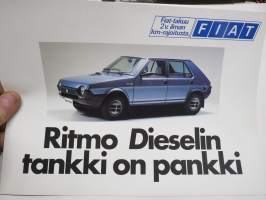 Fiat-takuu
2 v. ilman
km-rajoitusta.
FIAT
Ritmo Dieselin
tankki on pankki